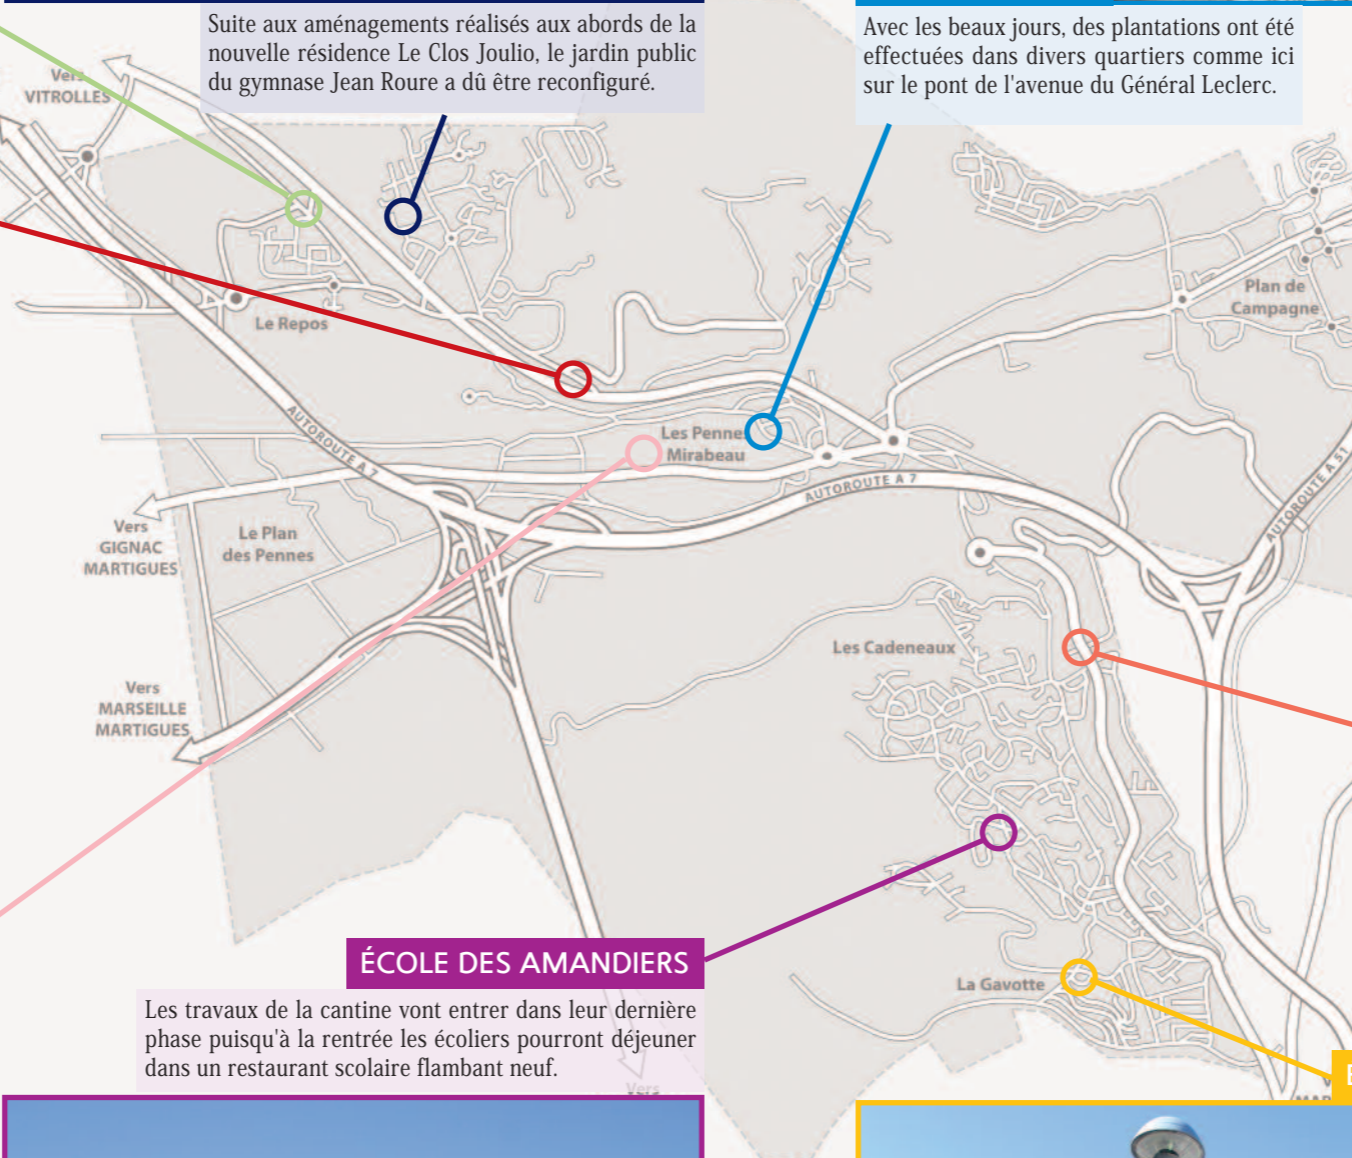 Suite aux aménagements réalisés aux abords de la
nouvelle résidence Le Clos Joulio, le jardin public
du gymnase Jean Roure a dû être reconfiguré.
Avec les beaux jours, des plantations ont été
effectuées dans divers quartiers comme ici
sur le pont de l'avenue du Général Leclerc.
Vers
VITROLLES
Le Repos
Plan de
Campagne
AUTOROUTE A 7
Les Penne
Mirabeau
AUTOROUTE A 7
AUTOROUTE A 51
Vers
GIGNAC
MARTIGUES
Le Plan
des Pennes
Les Cadeneaux
Vers
MARSEILLE
MARTIGUES
ÉCOLE DES AMANDIERS
Les travaux de la cantine vont entrer dans leur dernière
phase puisqu'à la rentrée les écoliers pourront déjeuner
dans un restaurant scolaire flambant neuf.
La Gavotte
Vers